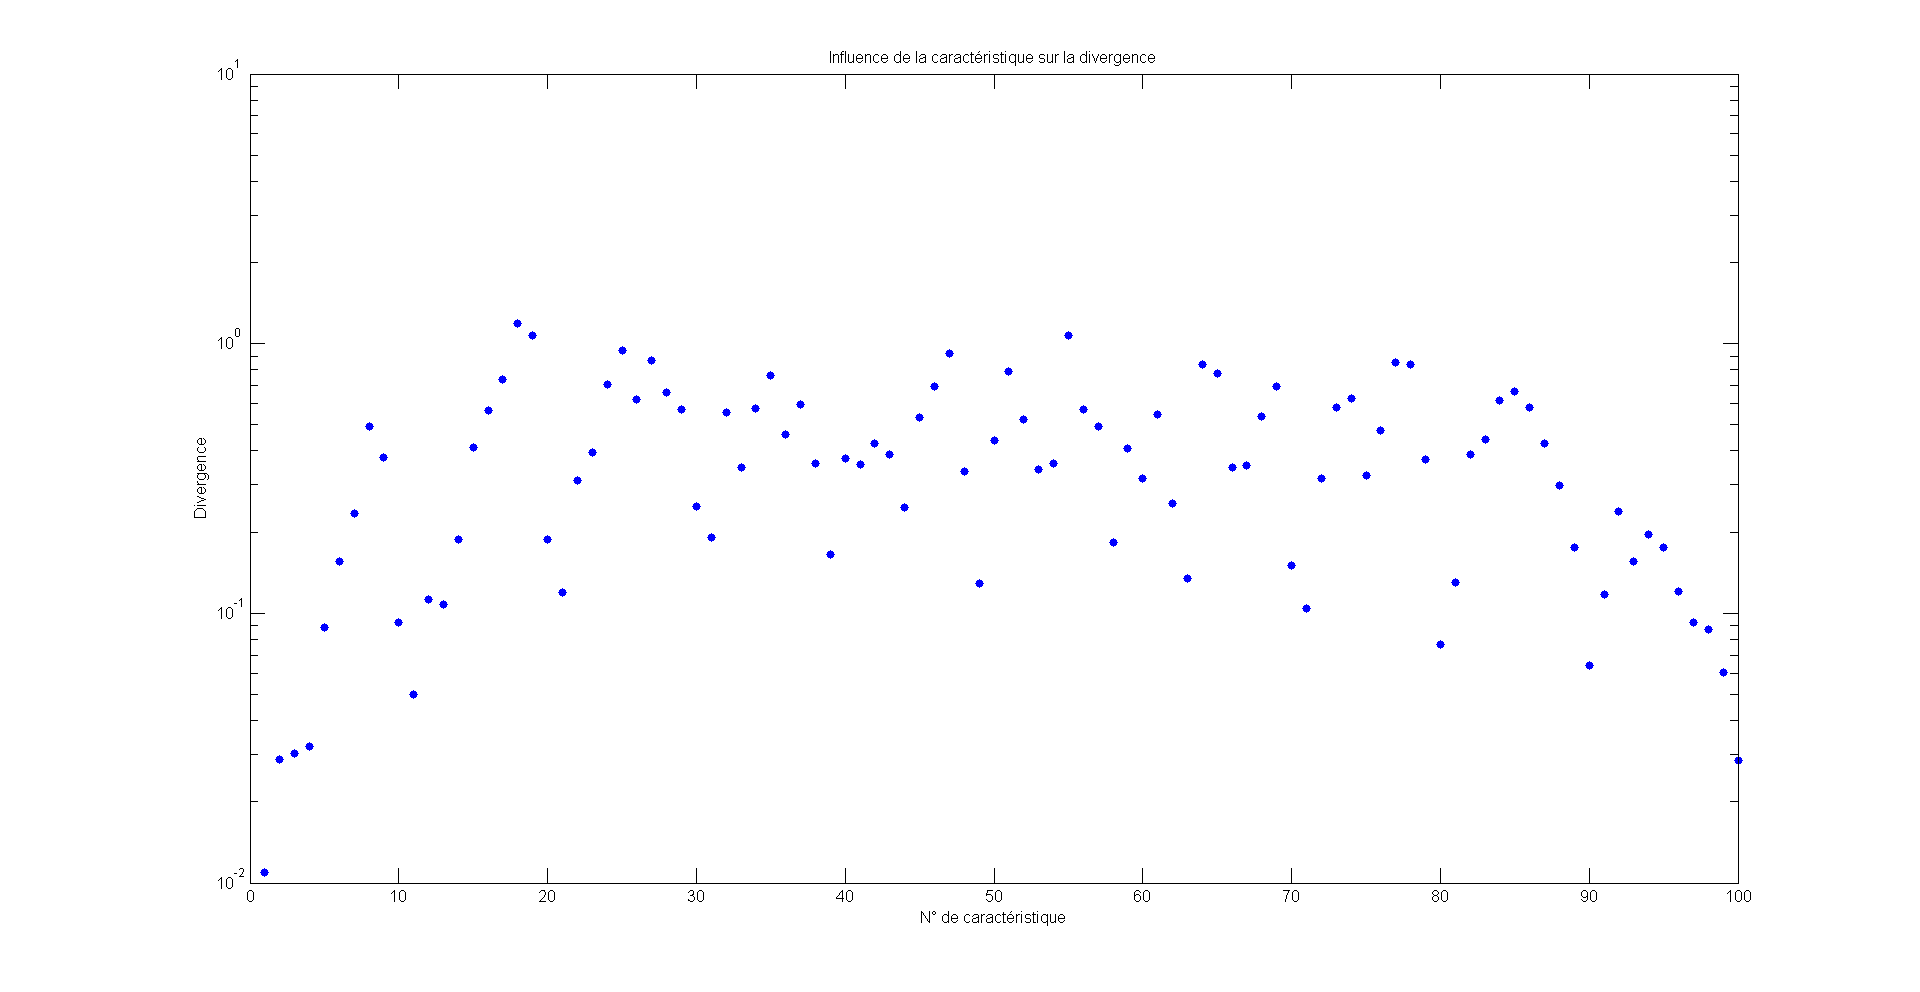 Influence de la caractéristique sur la divergence
10^1
10^0
10^-1
10^-2
Divergence
0 10 20 30 40 50 60 70 80 90 100
N° de caractéristique